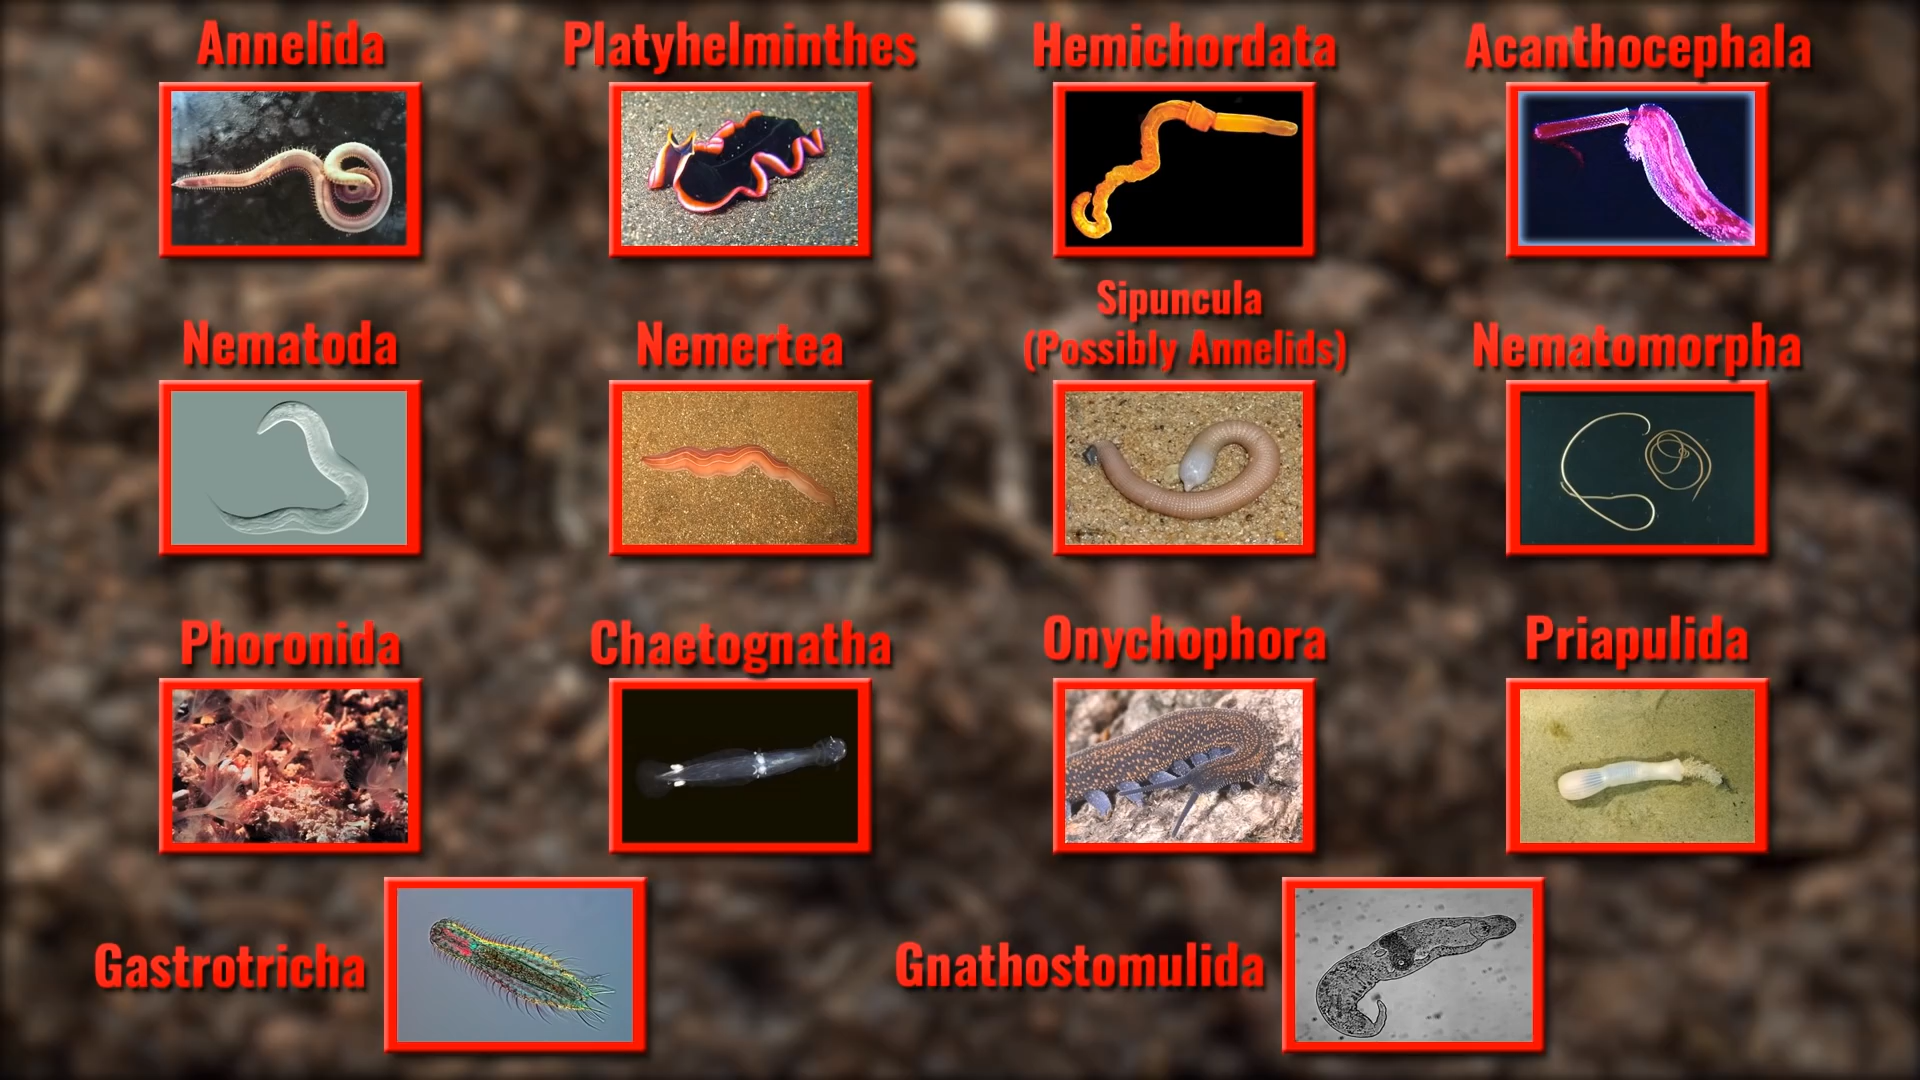 Annelida
Platyhelminthes
Hemichordata
Acanthocephala
Nematoda
Nemertea
Sipuncula
(Possibly Annelids)
Nematomorpha
Phoronida
Chaetognatha
Onychophora
Priapulida
Gastrotricha
Gnathostomulida